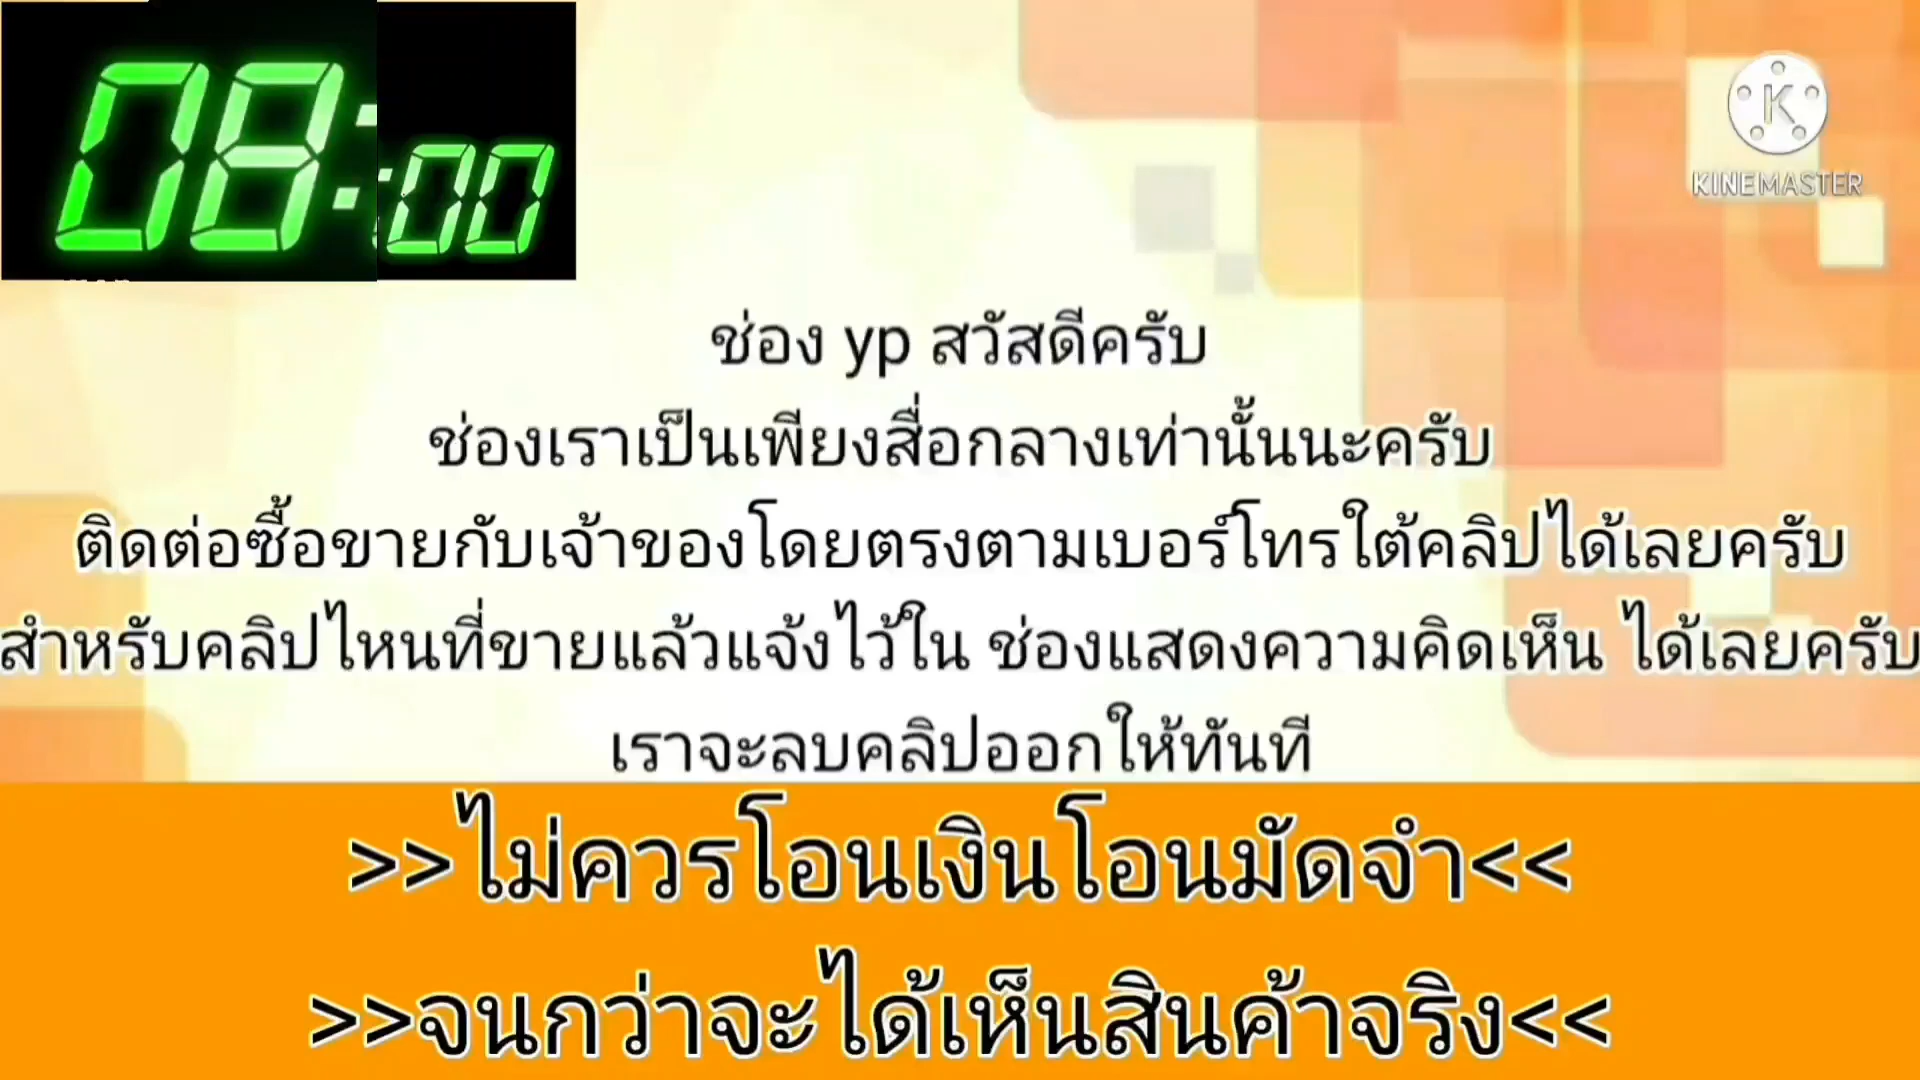 08:
:00
KINEMASTER
ช่อง yp สวัสดีครับ
ช่องเราเป็นเพียงสื่อกลางเท่านั้นนะครับ
ติดต่อซื้อขายกับเจ้าของโดยตรงตามเบอร์โทรใต้คลิปได้เลยครับ
สำหรับคลิปไหนที่ขายแล้วแจ้งไว้ใน ช่องแสดงความคิดเห็น ได้เลยครับ
เราจะลบคลิปออกให้ทันที
>>ไม่ควรโอนเงินโอนมัดจำ<<
>>จนกว่าจะได้เห็นสินค้าจริง<<